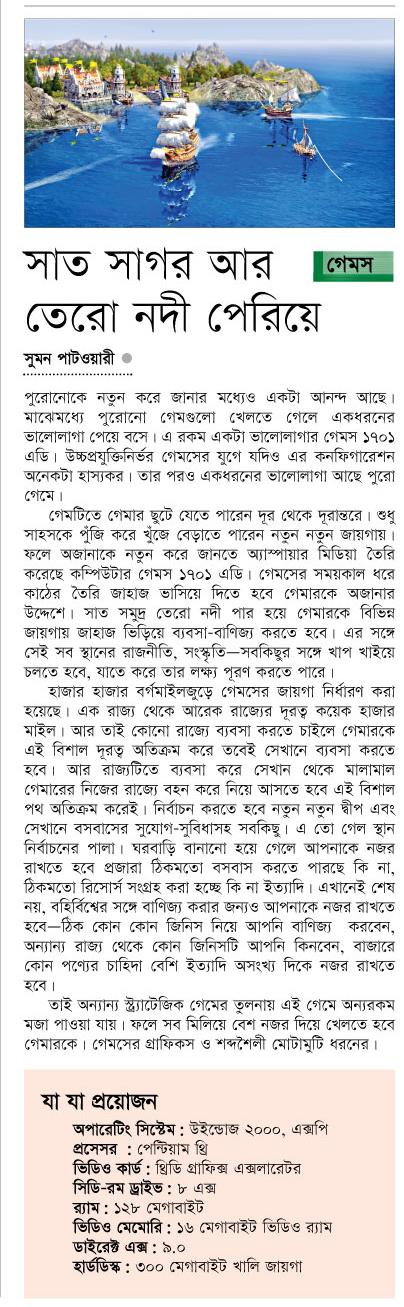 সাত সাগর আর
গেমস
তেরো নদী পেরিয়ে
সুমন পাটওয়ারী
পুরোনোকে নতুন করে জানার মধ্যেও একটা আনন্দ আছে।
মাঝেমধ্যে পুরোনো গেমগুলো খেলতে গেলে একধরনের
ভালোলাগা পেয়ে বসে। এ রকম একটা ভালোলাগার গেমস ১৭০১
এডি। উচ্চপ্রযুক্তিনির্ভর গেমসের যুগে যদিও এর কনফিগারেশন
অনেকটা হাস্যকর। তার পরও একধরনের ভালোলাগা আছে পুরো
গেমে।
গেমটিতে গেমার ছুটে যেতে পারেন দূর থেকে দূরান্তরে। শুধু
সাহসকে পুঁজি করে খুঁজে বেড়াতে পারেন নতুন নতুন জায়গায়।
ফলে অজানাকে নতুন করে জানতে অ্যাস্পায়ার মিডিয়া তৈরি
করেছে কম্পিউটার গেমস ১৭০১ এডি। গেমসের সময়কাল ধরে
কাঠের তৈরি জাহাজ ভাসিয়ে দিতে হবে গেমারকে অজানার
উদ্দেশে। সাত সমুদ্র তেরো নদী পার হয়ে গেমারকে বিভিন্ন
জায়গায় জাহাজ ভিড়িয়ে ব্যবসা-বাণিজ্য করতে হবে। এর সঙ্গে
সেই সব স্থানের রাজনীতি, সংস্কৃতি—সবকিছুর সঙ্গে খাপ খাইয়ে
চলতে হবে, যাতে করে তার লক্ষ্য পূরণ করতে পারে।
হাজার হাজার বর্গমাইলজুড়ে গেমসের জায়গা নির্ধারণ করা
হয়েছে। এক রাজ্য থেকে আরেক রাজ্যের দূরত্ব কয়েক হাজার
মাইল। আর তাই কোনো রাজ্যে ব্যবসা করতে চাইলে গেমারকে
এই বিশাল দূরত্ব অতিক্রম করে তবেই সেখানে ব্যবসা করতে
হবে। আর রাজ্যটিতে ব্যবসা করে সেখান থেকে মালামাল
গেমারের নিজের রাজ্যে বহন করে নিয়ে আসতে হবে এই বিশাল
পথ অতিক্রম করেই। নির্বাচন করতে হবে নতুন নতুন দ্বীপ এবং
সেখানে বসবাসের সুযোগ-সুবিধাসহ সবকিছু। এ তো গেল স্থান
নির্বাচনের পালা। ঘরবাড়ি বানানো হয়ে গেলে আপনাকে নজর
রাখতে হবে প্রজারা ঠিকমতো বসবাস করতে পারছে কি না,
ঠিকমতো রিসোর্স সংগ্রহ করা হচ্ছে কি না ইত্যাদি। এখানেই শেষ
নয়, বহির্বিশ্বের সঙ্গে বাণিজ্য করার জন্যও আপনাকে নজর রাখতে
হবে—ঠিক কোন কোন জিনিস নিয়ে আপনি বাণিজ্য করবেন,
অন্যান্য রাজ্য থেকে কোন জিনিসটি আপনি কিনবেন, বাজারে
কোন পণ্যের চাহিদা বেশি ইত্যাদি অসংখ্য দিকে নজর রাখতে
হবে।
তাই অন্যান্য স্ট্র্যাটেজিক গেমের তুলনায় এই গেমে অন্যরকম
মজা পাওয়া যায়। ফলে সব মিলিয়ে বেশ নজর দিয়ে খেলতে হবে
গেমারকে। গেমসের গ্রাফিকস ও শব্দশৈলী মোটামুটি ধরনের।
যা যা প্রয়োজন
অপারেটিং সিস্টেম : উইন্ডোজ ২০০০, এক্সপি
প্রসেসর : পেন্টিয়াম থ্রি
ভিডিও কার্ড : থ্রিডি গ্রাফিক্স এক্সলারেটর
সিডি-রম ড্রাইভ : ৮ এক্স
র‌্যাম : ১২৮ মেগাবাইট
ভিডিও মেমোরি : ১৬ মেগাবাইট ভিডিও র‌্যাম
ডাইরেক্ট এক্স : ৯.০
হার্ডডিস্ক : ৩০০ মেগাবাইট খালি জায়গা